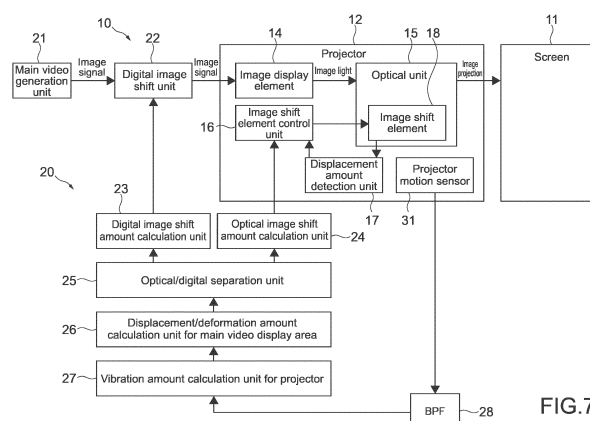 21
10
22
12
14
15
18
11
Projector
Screen
Main video
generation
unit
Image
signal
Digital image
shift unit
Image
signal
Image display
element
Image light
Optical unit
Image
projection
16
Image shift
element control
unit
Image shift
element
Displacement
amount
detection unit
Projector
motion sensor
17
31
20
23
Digital image shift
amount calculation unit
Optical image shift
amount calculation unit
24
25
Optical/digital separation unit
26
Displacement/deformation amount
calculation unit for main video display area
27
Vibration amount calculation unit for projector
BPF
28
FIG.7